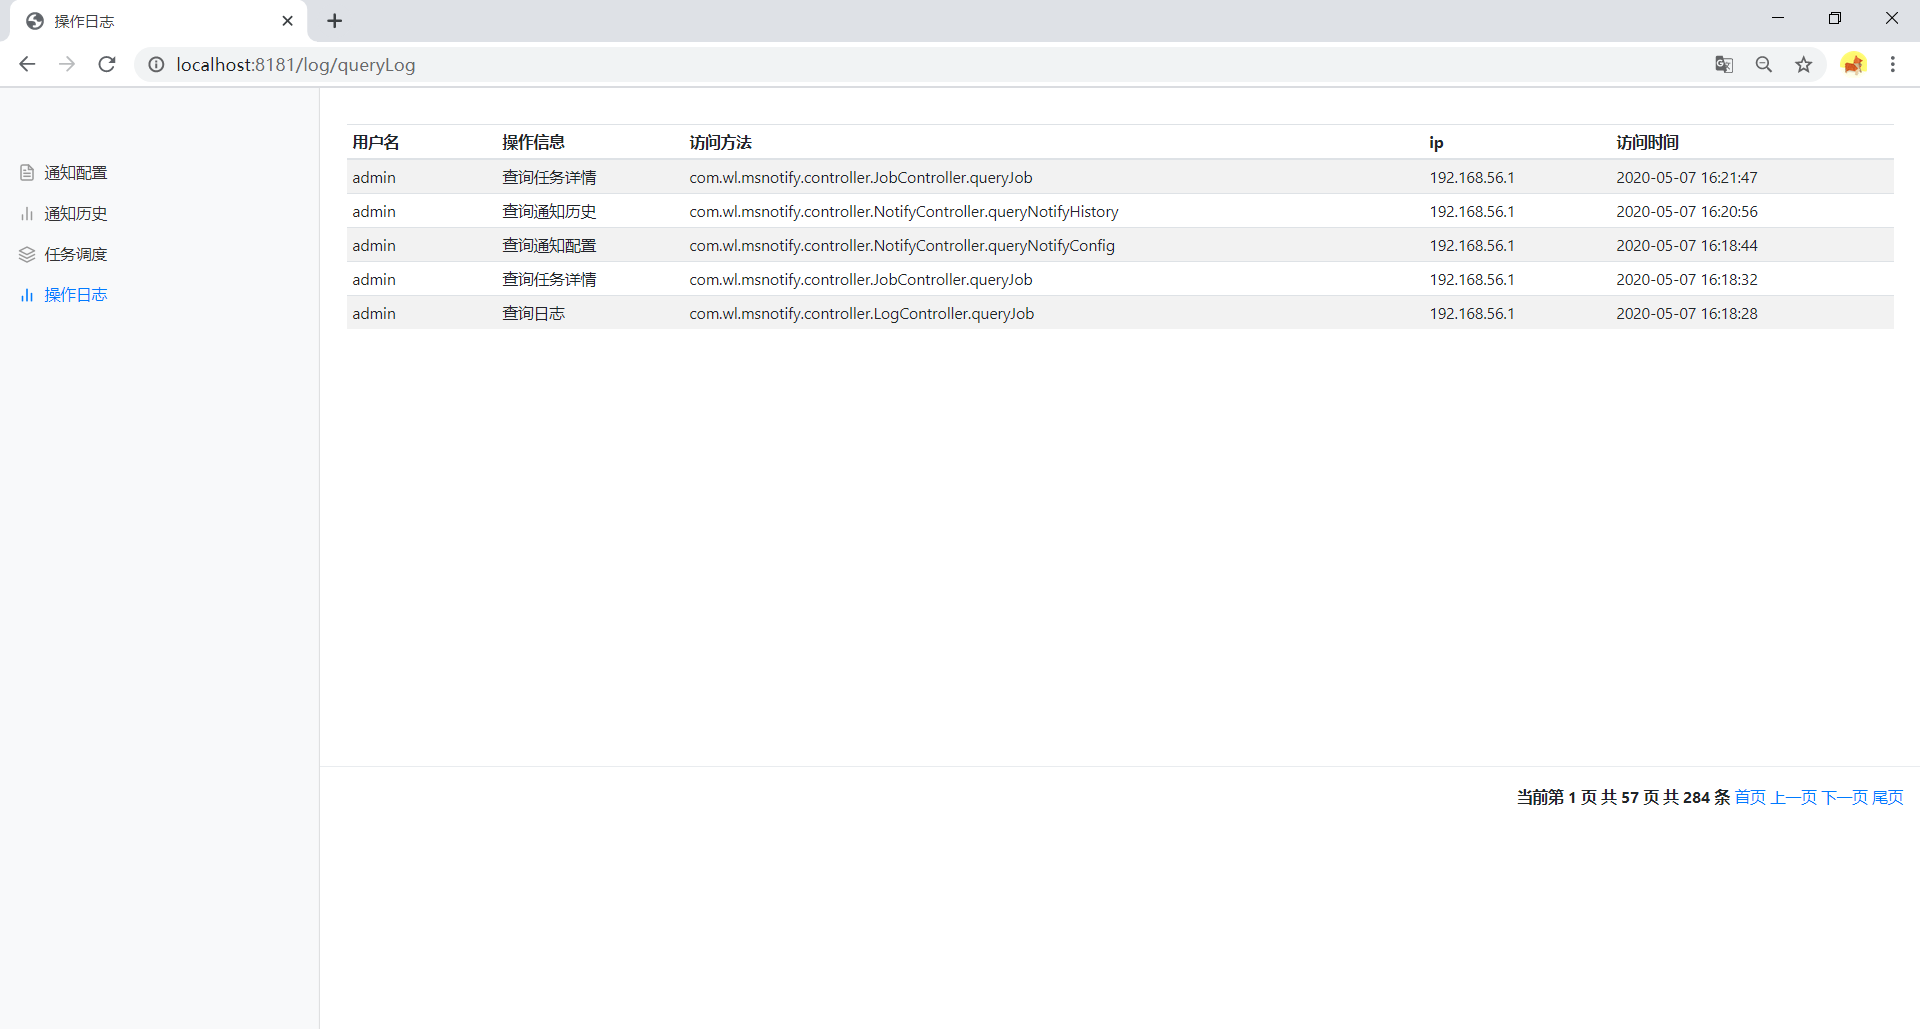 操作日志
localhost:8181/log/queryLog
通知配置
通知历史
任务调度
操作日志
用户名 操作信息 访问方法 ip 访问时间
admin 查询任务详情 com.wl.msnotify.controller.JobController.queryJob 192.168.56.1 2020-05-07 16:21:47
admin 查询通知历史 com.wl.msnotify.controller.NotifyController.queryNotifyHistory 192.168.56.1 2020-05-07 16:20:56
admin 查询通知配置 com.wl.msnotify.controller.NotifyController.queryNotifyConfig 192.168.56.1 2020-05-07 16:18:44
admin 查询任务详情 com.wl.msnotify.controller.JobController.queryJob 192.168.56.1 2020-05-07 16:18:32
admin 查询日志 com.wl.msnotify.controller.LogController.queryJob 192.168.56.1 2020-05-07 16:18:28
当前第 1 页 共 57 页 共 284 条 首页 上一页 下一页 尾页